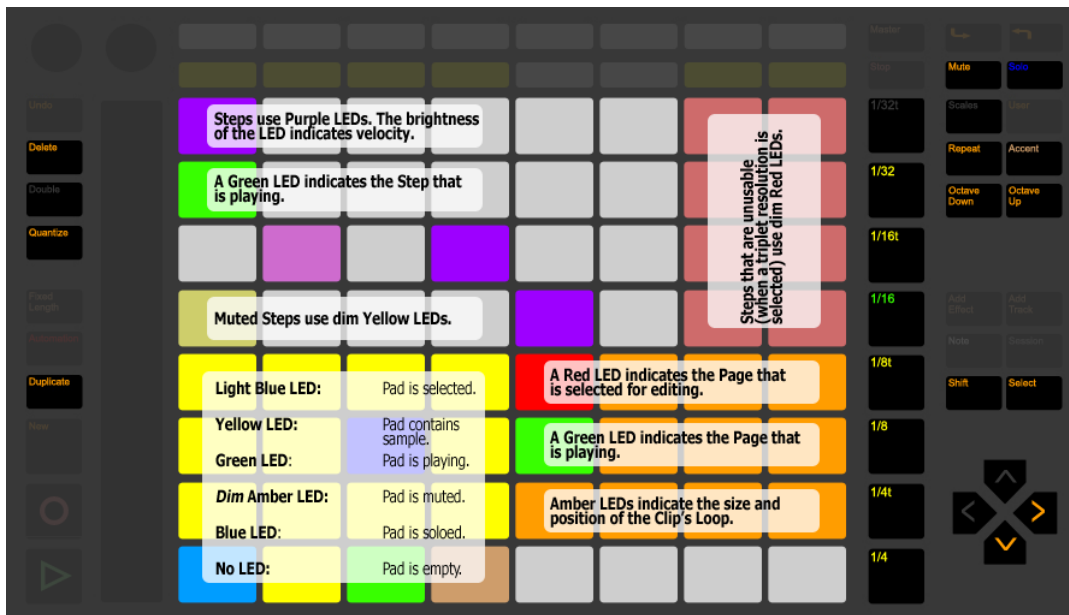 Master
Stop
Mute
Solo
Undo
Steps use Purple LEDs. The brightness
of the LED indicates velocity.
1/32t
Scales
User
Delete
Repeat
Accent
A Green LED indicates the Step that
is playing.
Steps that are unusable
(when a triplet resolution is
selected) use dim Red LEDs.
1/32
Double
Octave
Down
Octave
Up
Quantize
1/16t
Fixed
Length
Muted Steps use dim Yellow LEDs.
1/16
Add
Effect
Add
Track
Automation
Note
Session
Duplicate
Light Blue LED: Pad is selected.
A Red LED indicates the Page that
is selected for editing.
1/8t
Shift
Select
New
Yellow LED: Pad contains
sample.
Green LED: Pad is playing.
A Green LED indicates the Page that
is playing.
1/8
Dim Amber LED: Pad is muted.
Blue LED: Pad is soloed.
Amber LEDs indicate the size and
position of the Clip's Loop.
1/4t
No LED: Pad is empty.
1/4